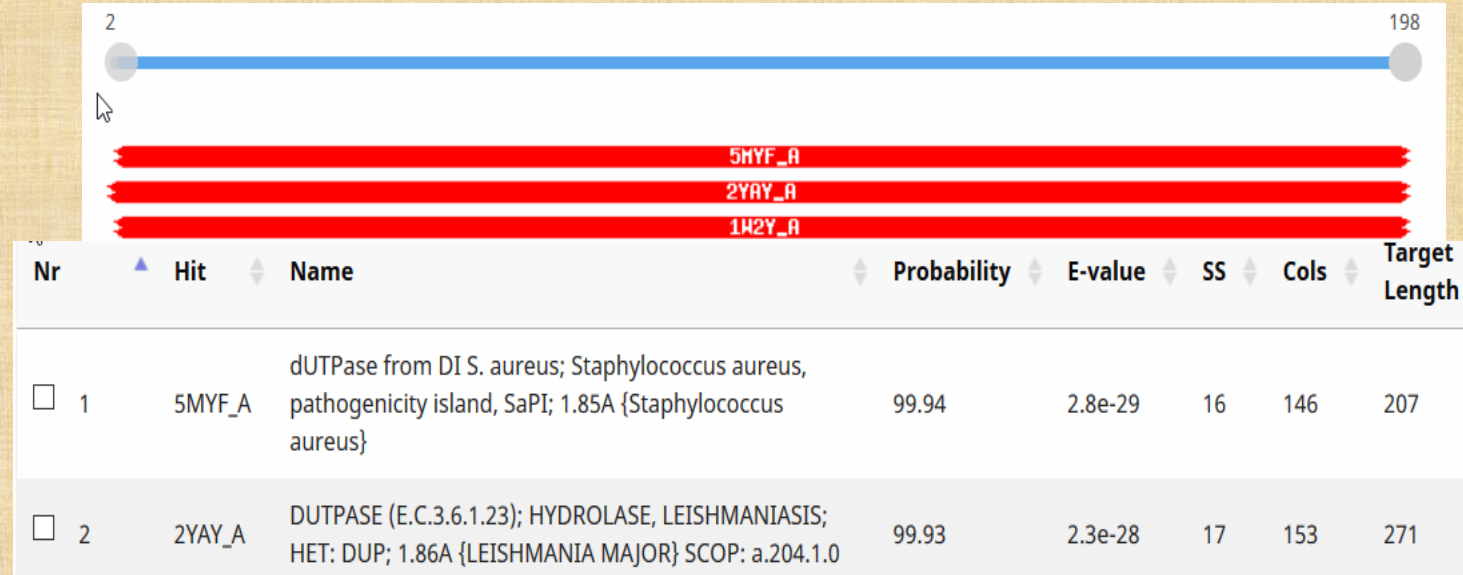 2 198
5MYF_A
2YAY_A
1W2Y_A
Nr Hit Name Probability E-value SS Cols Target Length
1 5MYF_A dUTPase from DI S. aureus; Staphylococcus aureus, pathogenicity island, SaPI; 1.85A {Staphylococcus aureus} 99.94 2.8e-29 16 146 207
2 2YAY_A DUTPASE (E.C.3.6.1.23); HYDROLASE, LEISHMANIASIS; HET: DUP; 1.86A {LEISHMANIA MAJOR} SCOP: a.204.1.0 99.93 2.3e-28 17 153 271